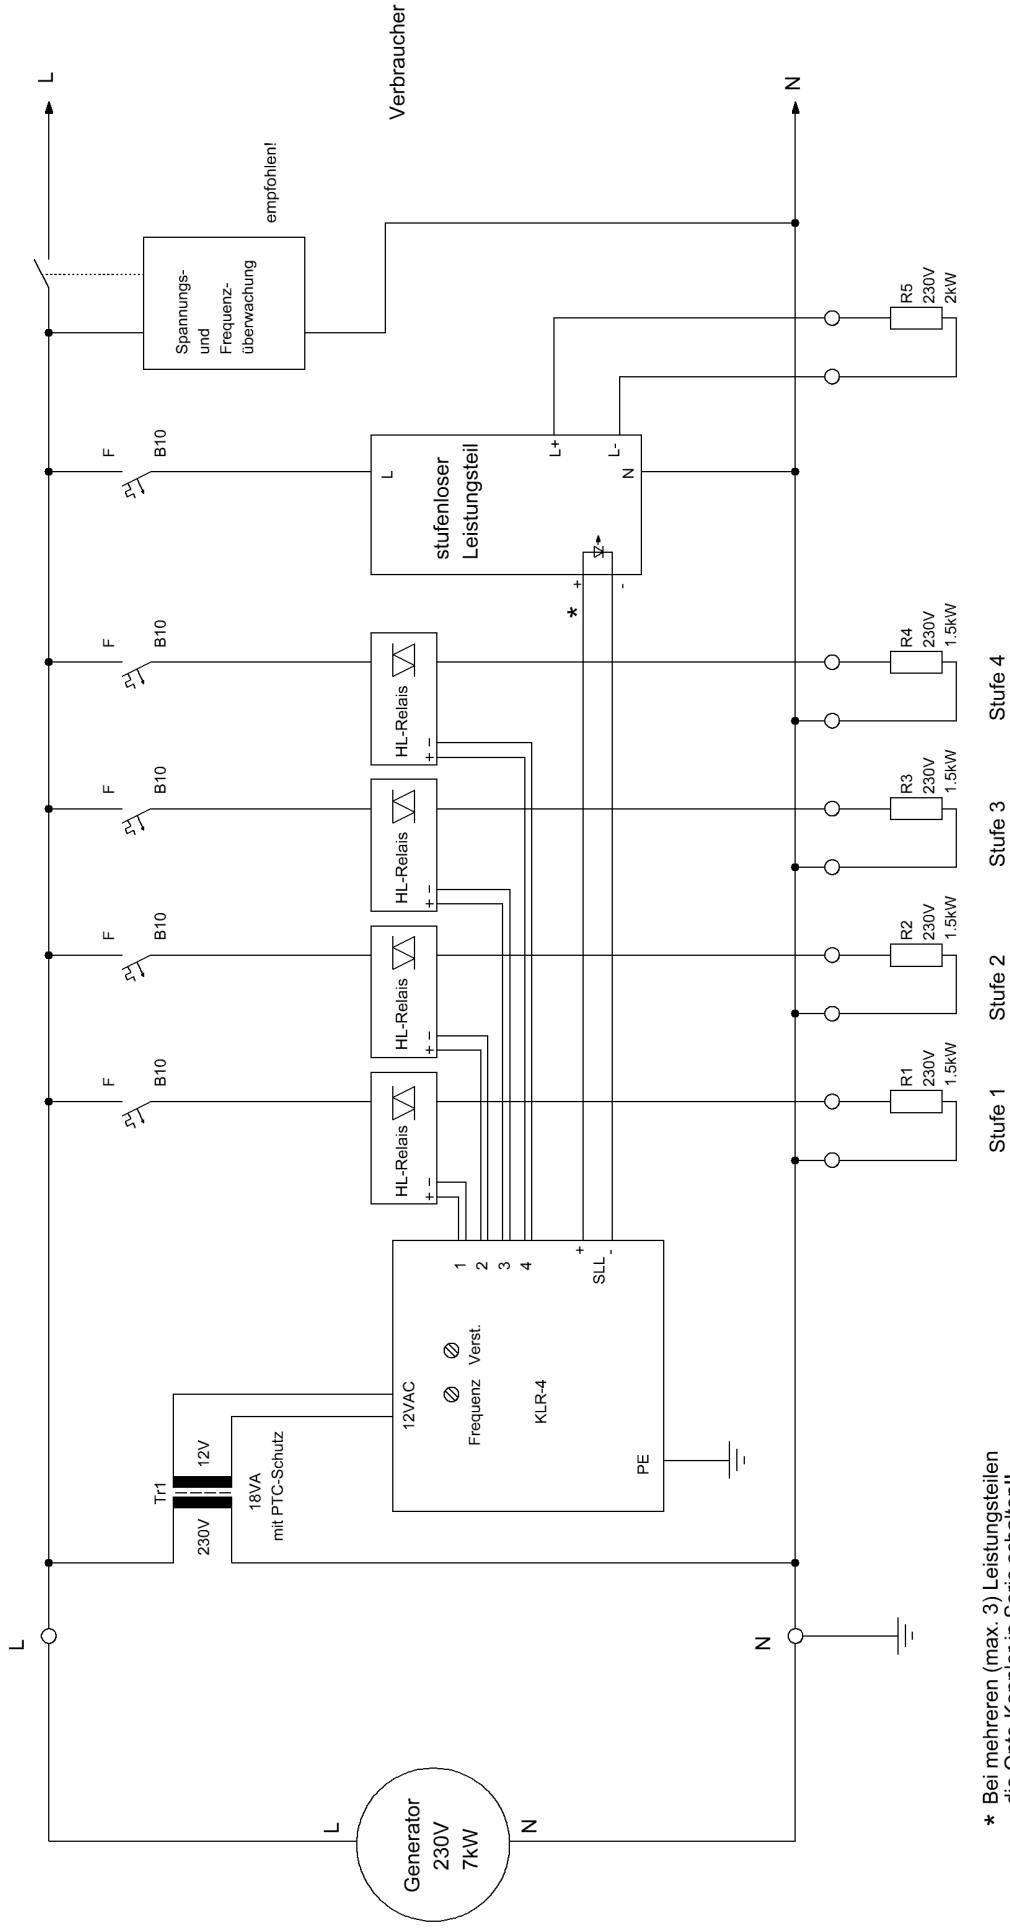 L
L
Verbraucher
empfohlen!
Spannungs-
und
Frequenz-
überwachung
F
B10
F
B10
F
B10
F
B10
F
B10
stufenloser
Leistungsteil
L
L+
L-
N
+
-
*
HL-Relais
+ -
HL-Relais
+ -
HL-Relais
+ -
HL-Relais
+ -
Tr1
230V
12V
18VA
mit PTC-Schutz
12VAC
Frequenz
Verst.
KLR-4
PE
1
2
3
4
+
SLL
-
L
Generator
230V
7kW
N
N
N
R1
230V
1.5kW
Stufe 1
R2
230V
1.5kW
Stufe 2
R3
230V
1.5kW
Stufe 3
R4
230V
1.5kW
Stufe 4
R5
230V
2kW
* Bei mehreren (max. 3) Leistungsteilen